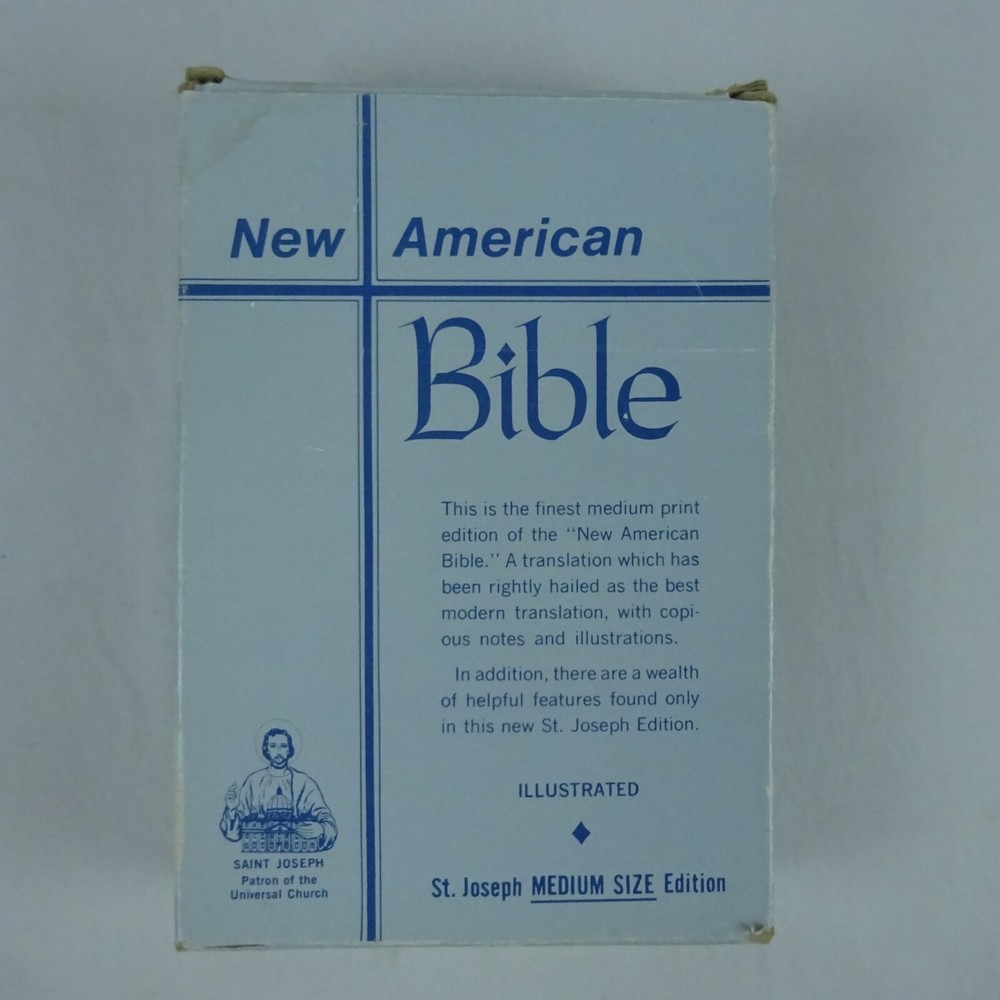 New American
Bible
This is the finest medium print
edition of the "New American
Bible." A translation which has
been rightly hailed as the best
modern translation, with copi-
ous notes and illustrations.
In addition, there are a wealth
of helpful features found only
in this new St. Joseph Edition.
ILLUSTRATED
SAINT JOSEPH
Patron of the
Universal Church
St. Joseph MEDIUM SIZE Edition